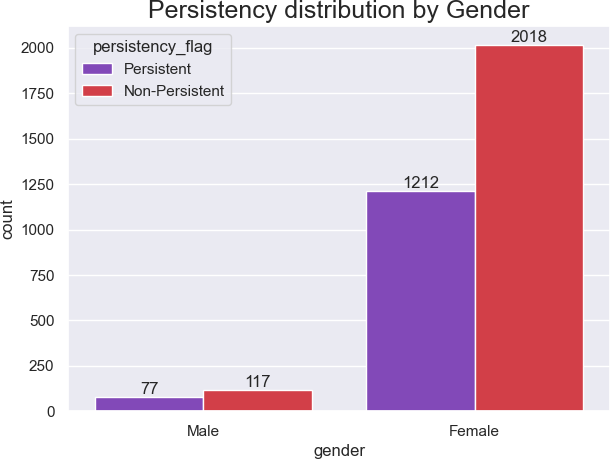 Persistency distribution by Gender
persistency_flag
Persistent
Non-Persistent
2018
1212
77
117
2000
1750
1500
1250
1000
750
500
250
0
count
Male
Female
gender